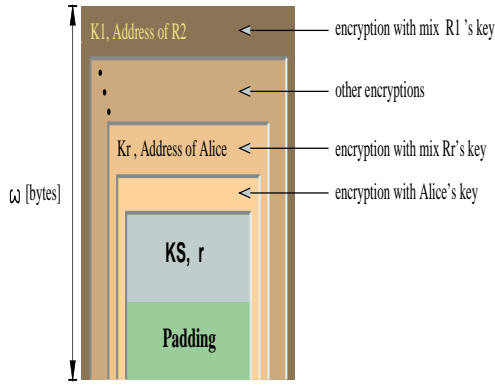 K1, Address of R2
encryption with mix R1 's key
other encryptions
Kr , Address of Alice
encryption with mix Rr's key
encryption with Alice's key
ω [bytes]
KS, r
Padding